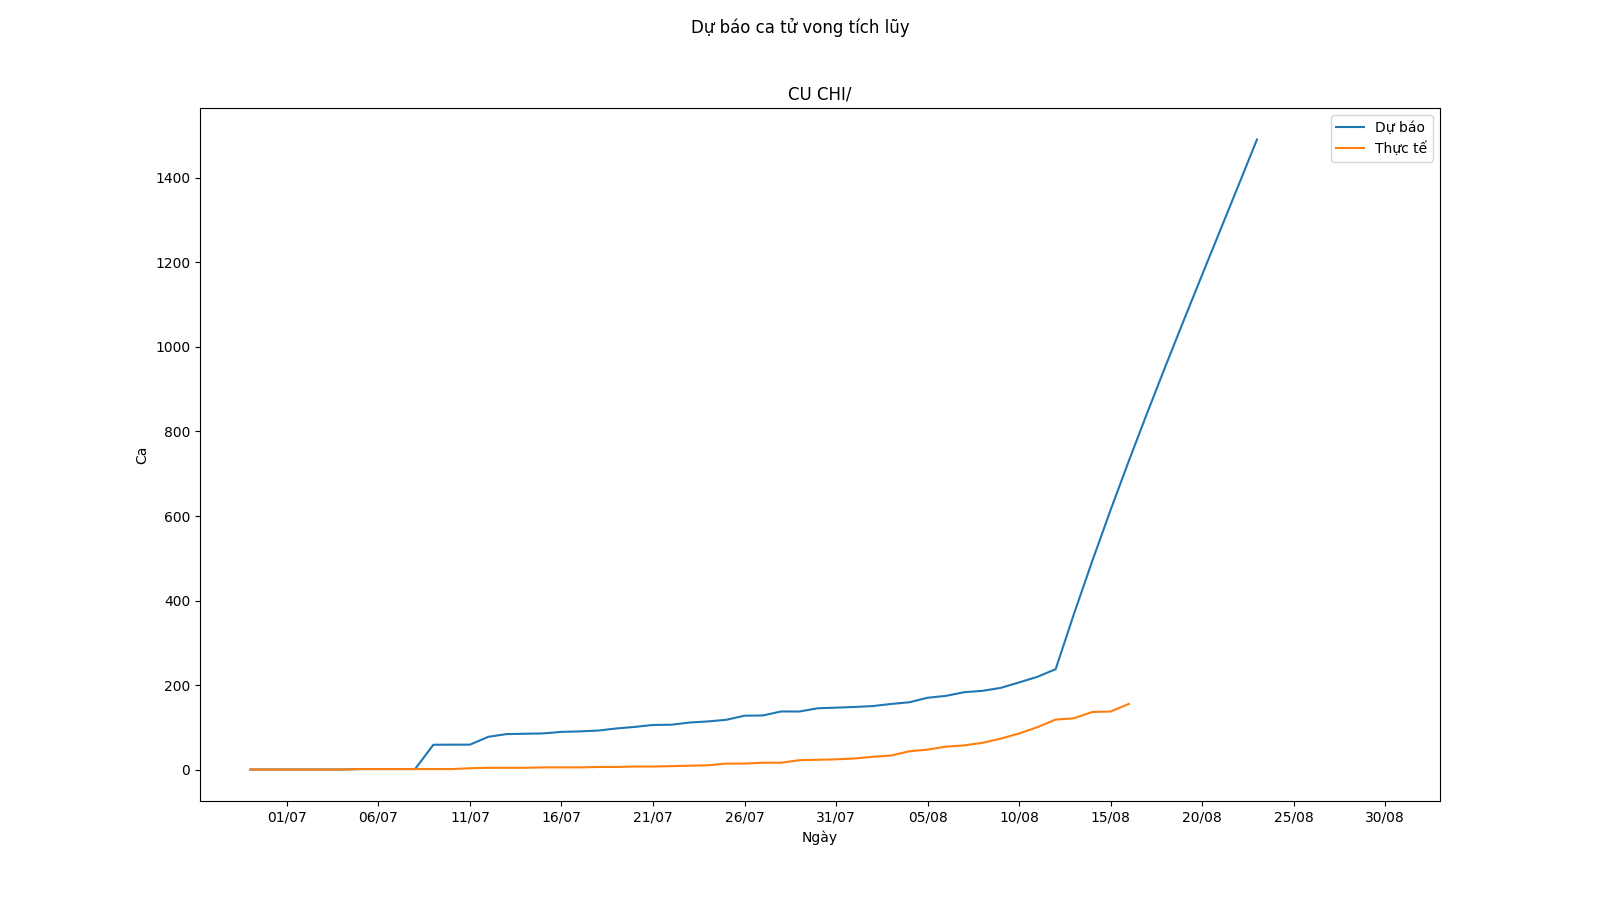 Dự báo ca tử vong tích lũy
CU CHI/
Dự báo
Thực tế
1400
1200
1000
800
600
400
200
0
Ca
01/07 06/07 11/07 16/07 21/07 26/07 31/07 05/08 10/08 15/08 20/08 25/08 30/08
Ngày